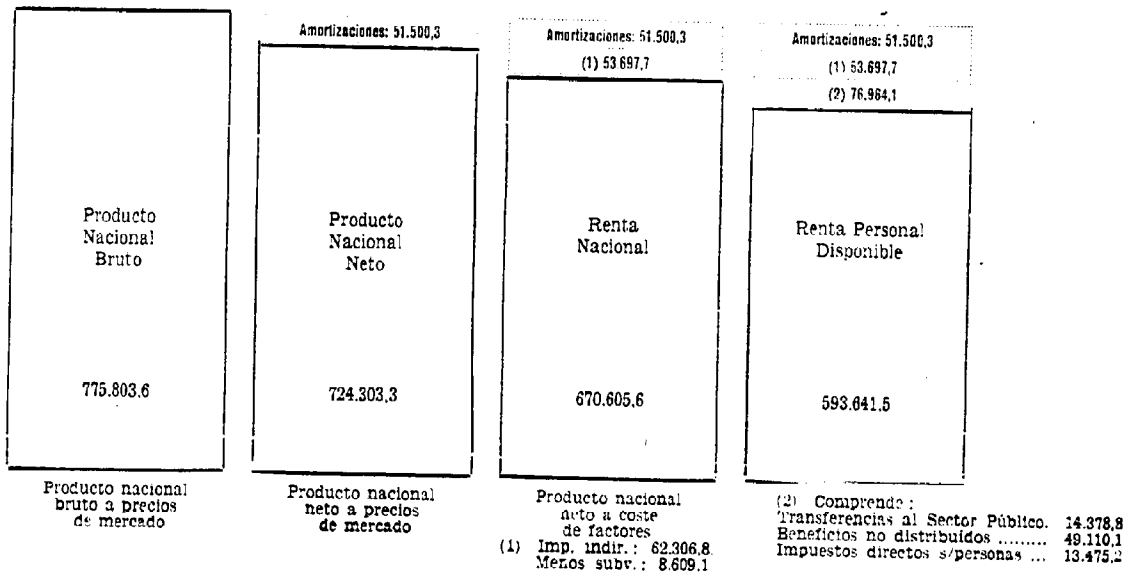 Producto
Nacional
Bruto
775.803,6
Producto nacional
bruto a precios
de mercado
Amortizaciones: 51.500,3
Producto
Nacional
Neto
724.303,3
Producto nacional
neto a precios
de mercado
Amortizaciones: 51.500,3
(1) 53.697,7
Renta
Nacional
670.605,6
Producto nacional
neto a coste
de factores
(1) Imp. indir.: 62.306,8.
Menos subv.: 8.609,1
Amortizaciones: 51.500,3
(1) 53.697,7
(2) 76.964,1
Renta Personal
Disponible
593.641,5
(2) Comprende:
Transferencias al Sector Público. 14.378,8
Beneficios no distribuidos ......... 49.110,1
Impuestos directos s/personas ... 13.475,2